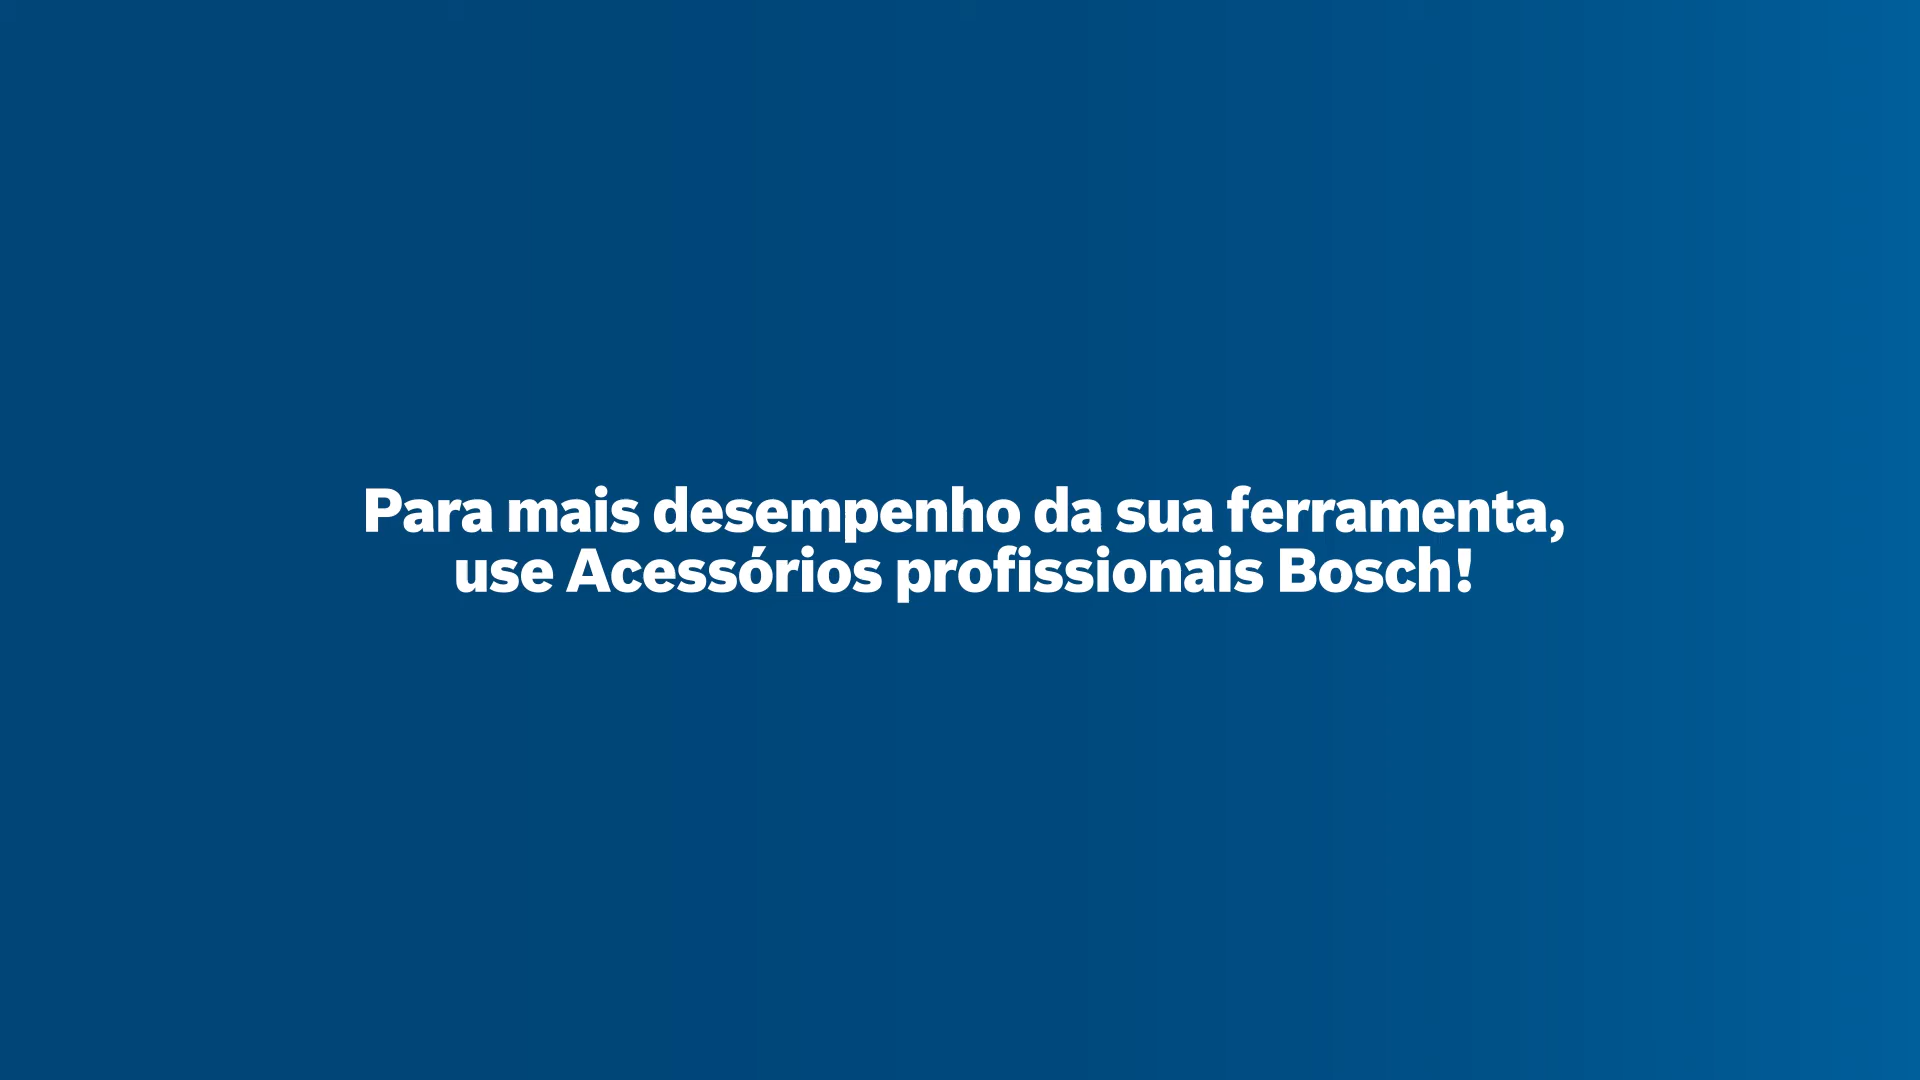 Para mais desempenho da sua ferramenta,
use Acessórios profissionais Bosch!